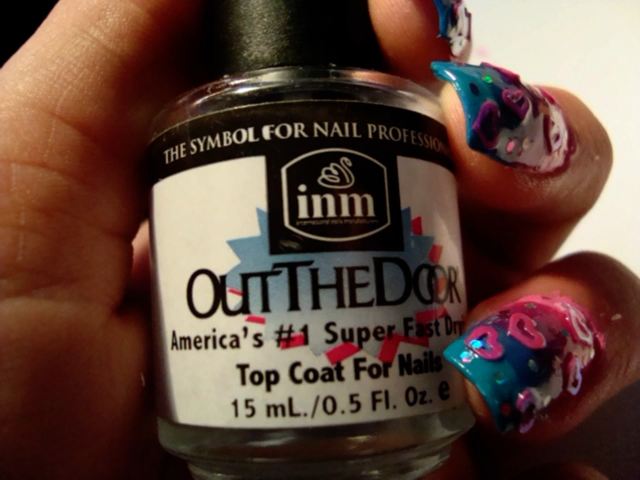 THE SYMBOL FOR NAIL PROFESSION
inm
OUTTHEDOOR
America's #1 Super Fast Dry
Top Coat For Nails
15 mL./0.5 Fl. Oz. e